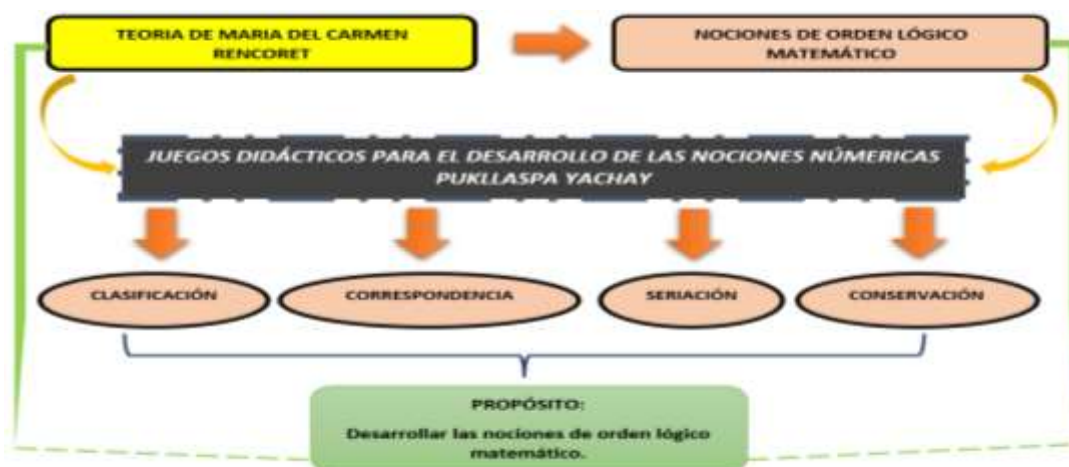 TEORIA DE MARIA DEL CARMEN
RENCORET
NOCIONES DE ORDEN LÓGICO
MATEMÁTICO
JUEGOS DIDÁCTICOS PARA EL DESARROLLO DE LAS NOCIONES NÚMERICAS
PUKLLASPA YACHAY
CLASIFICACIÓN
CORRESPONDENCIA
SERIACIÓN
CONSERVACIÓN
PROPÓSITO:
Desarrollar las nociones de orden lógico
matemático.